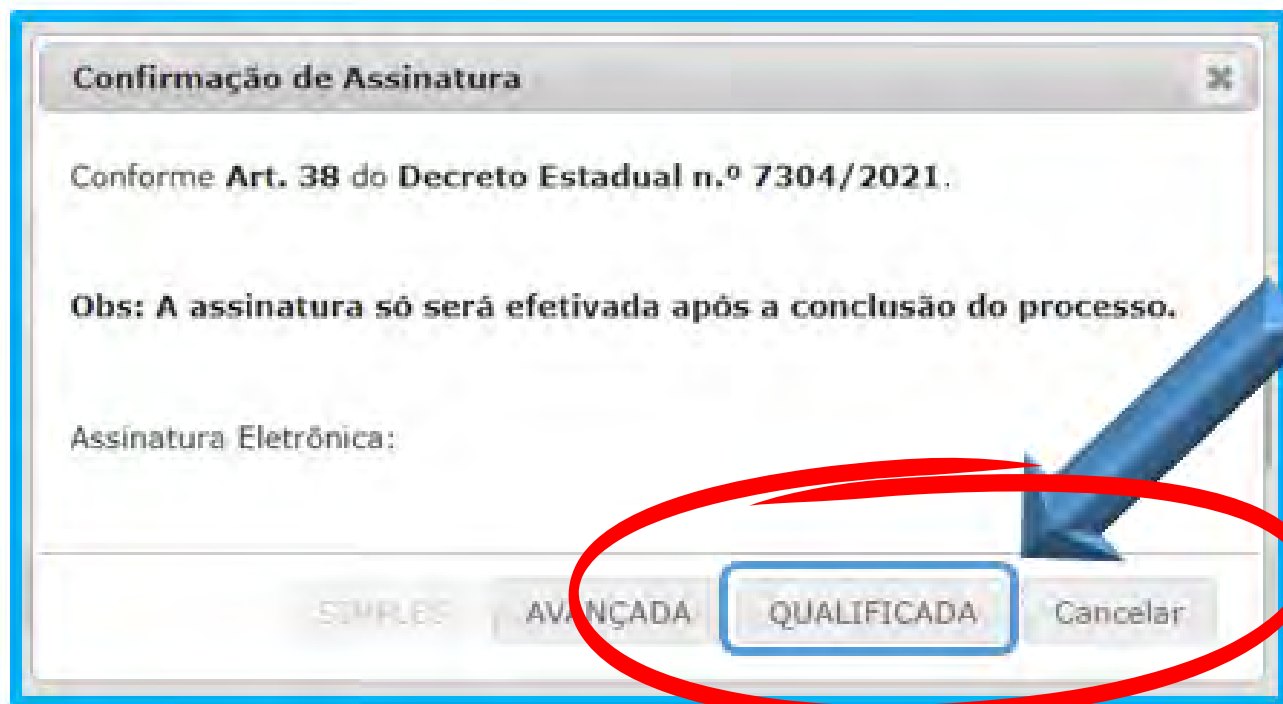 Confirmação de Assinatura
Conforme Art. 38 do Decreto Estadual n.º 7304/2021.
Obs: A assinatura só será efetivada após a conclusão do processo.
Assinatura Eletrônica:
SIMPLES AVANÇADA QUALIFICADA Cancelar